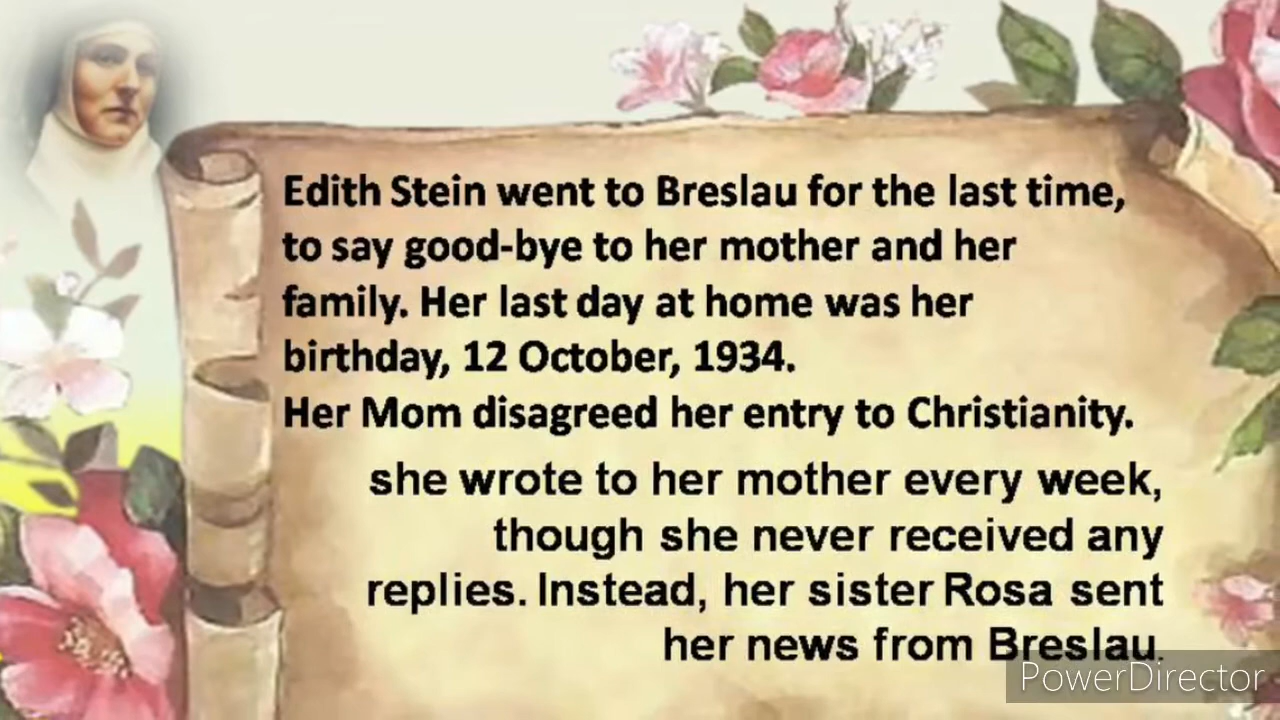 Edith Stein went to Breslau for the last time,
to say good-bye to her mother and her
family. Her last day at home was her
birthday, 12 October, 1934.
Her Mom disagreed her entry to Christianity.
she wrote to her mother every week,
though she never received any
replies. Instead, her sister Rosa sent
her news from Breslau.
PowerDirector